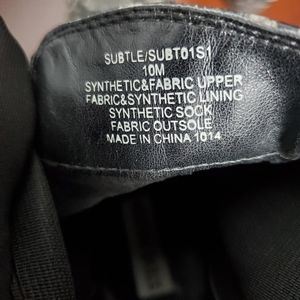 SUBTLE/SUBT01S1
10M
SYNTHETIC&FABRIC UPPER
FABRIC&SYNTHETIC LINING
SYNTHETIC SOCK
FABRIC OUTSOLE
MADE IN CHINA 1014